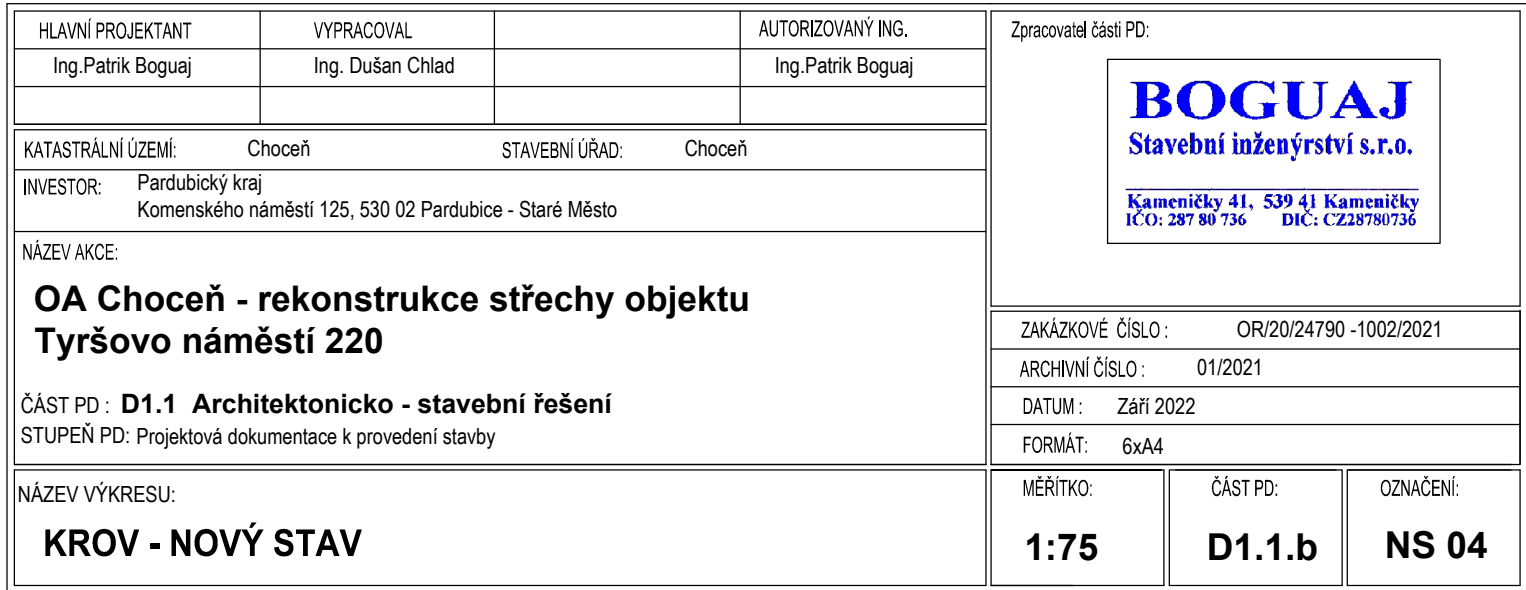 HLAVNÍ PROJEKTANT VYPRACOVAL AUTORIZOVANÝ ING.
Ing.Patrik Boguaj Ing. Dušan Chlad Ing.Patrik Boguaj
KATASTRÁLNÍ ÚZEMÍ: Choceň STAVEBNÍ ÚŘAD: Choceň
INVESTOR: Pardubický kraj
Komenského náměstí 125, 530 02 Pardubice - Staré Město
NÁZEV AKCE:
OA Choceň - rekonstrukce střechy objektu
Tyršovo náměstí 220
ČÁST PD : D1.1 Architektonicko - stavební řešení
STUPEŇ PD: Projektová dokumentace k provedení stavby
Zpracovatel části PD:
BOGUAJ
Stavební inženýrství s.r.o.
Kameničky 41, 539 41 Kameničky
IČO: 287 80 736 DIČ: CZ28780736
ZAKÁZKOVÉ ČÍSLO : OR/20/24790 -1002/2021
ARCHIVNÍ ČÍSLO : 01/2021
DATUM : Září 2022
FORMÁT: 6xA4
NÁZEV VÝKRESU:
KROV - NOVÝ STAV
MĚŘÍTKO: ČÁST PD: OZNAČENÍ:
1:75 D1.1.b NS 04